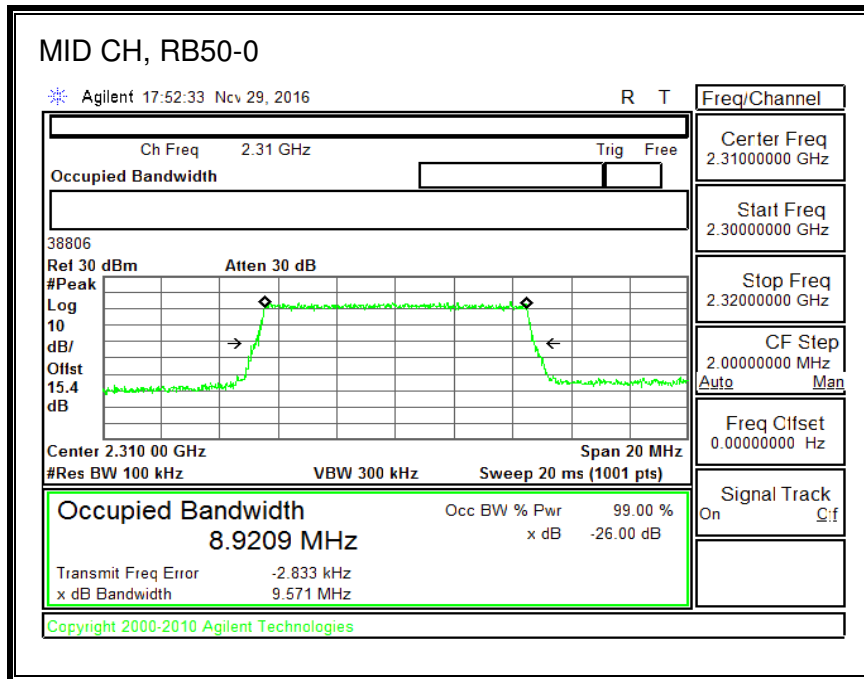 MID CH, RB50-0
Agilent 17:52:33 Nov 29, 2016 R T
Freq/Channel
Ch Freq 2.31 GHz Trig Free
Occupied Bandwidth
Center Freq
2.31000000 GHz
Start Freq
2.30000000 GHz
Stop Freq
2.32000000 GHz
CF Step
2.00000000 MHz
Auto Man
Freq Offset
0.00000000 Hz
Signal Track
On Off
38806
Ref 30 dBm Atten 30 dB
#Peak
Log
10
dB/
Offst
15.4
dB
Center 2.310 00 GHz Span 20 MHz
#Res BW 100 kHz VBW 300 kHz Sweep 20 ms (1001 pts)
Occupied Bandwidth
8.9209 MHz
Occ BW % Pwr 99.00 %
x dB -26.00 dB
Transmit Freq Error -2.833 kHz
x dB Bandwidth 9.571 MHz
Copyright 2000-2010 Agilent Technologies